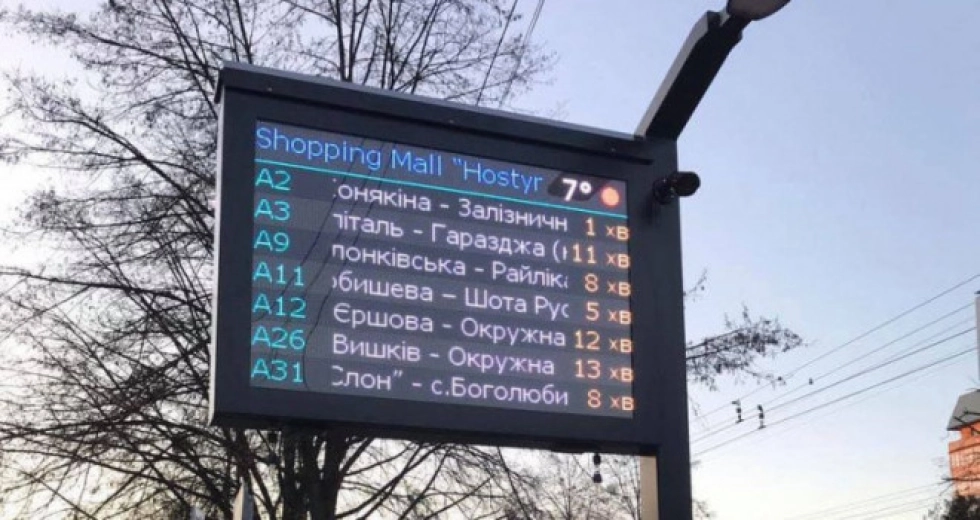 Shopping Mall "Hostyr 7°
A2 онякіна - Залізничн 1 хв
A3 піталь - Гаразджа ( 11 хв
A9 понківська - Райліка 8 хв
A11 обишева – Шота Рус 5 хв
A12 Єршова - Окружна 12 хв
A26 Вишків - Окружна 13 хв
A31 Слон” - с.Боголюби 8 хв